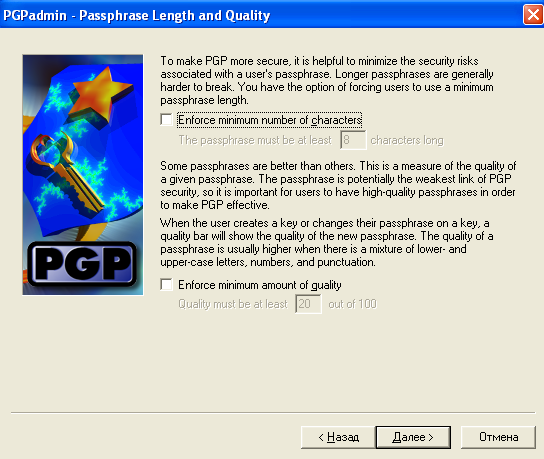 PGPadmin - Passphrase Length and Quality
To make PGP more secure, it is helpful to minimize the security risks
associated with a user's passphrase. Longer passphrases are generally
harder to break. You have the option of forcing users to use a minimum
passphrase length.
Enforce minimum number of characters
The passphrase must be at least 8 characters long
Some passphrases are better than others. This is a measure of the quality of
a given passphrase. The passphrase is potentially the weakest link of PGP
security, so it is important for users to have high-quality passphrases in order
to make PGP effective.
When the user creates a key or changes their passphrase on a key, a
quality bar will show the quality of the new passphrase. The quality of a
passphrase is usually higher when there is a mixture of lower- and
upper-case letters, numbers, and punctuation.
Enforce minimum amount of quality
Quality must be at least 20 out of 100
PGP
< Назад Далее > Отмена